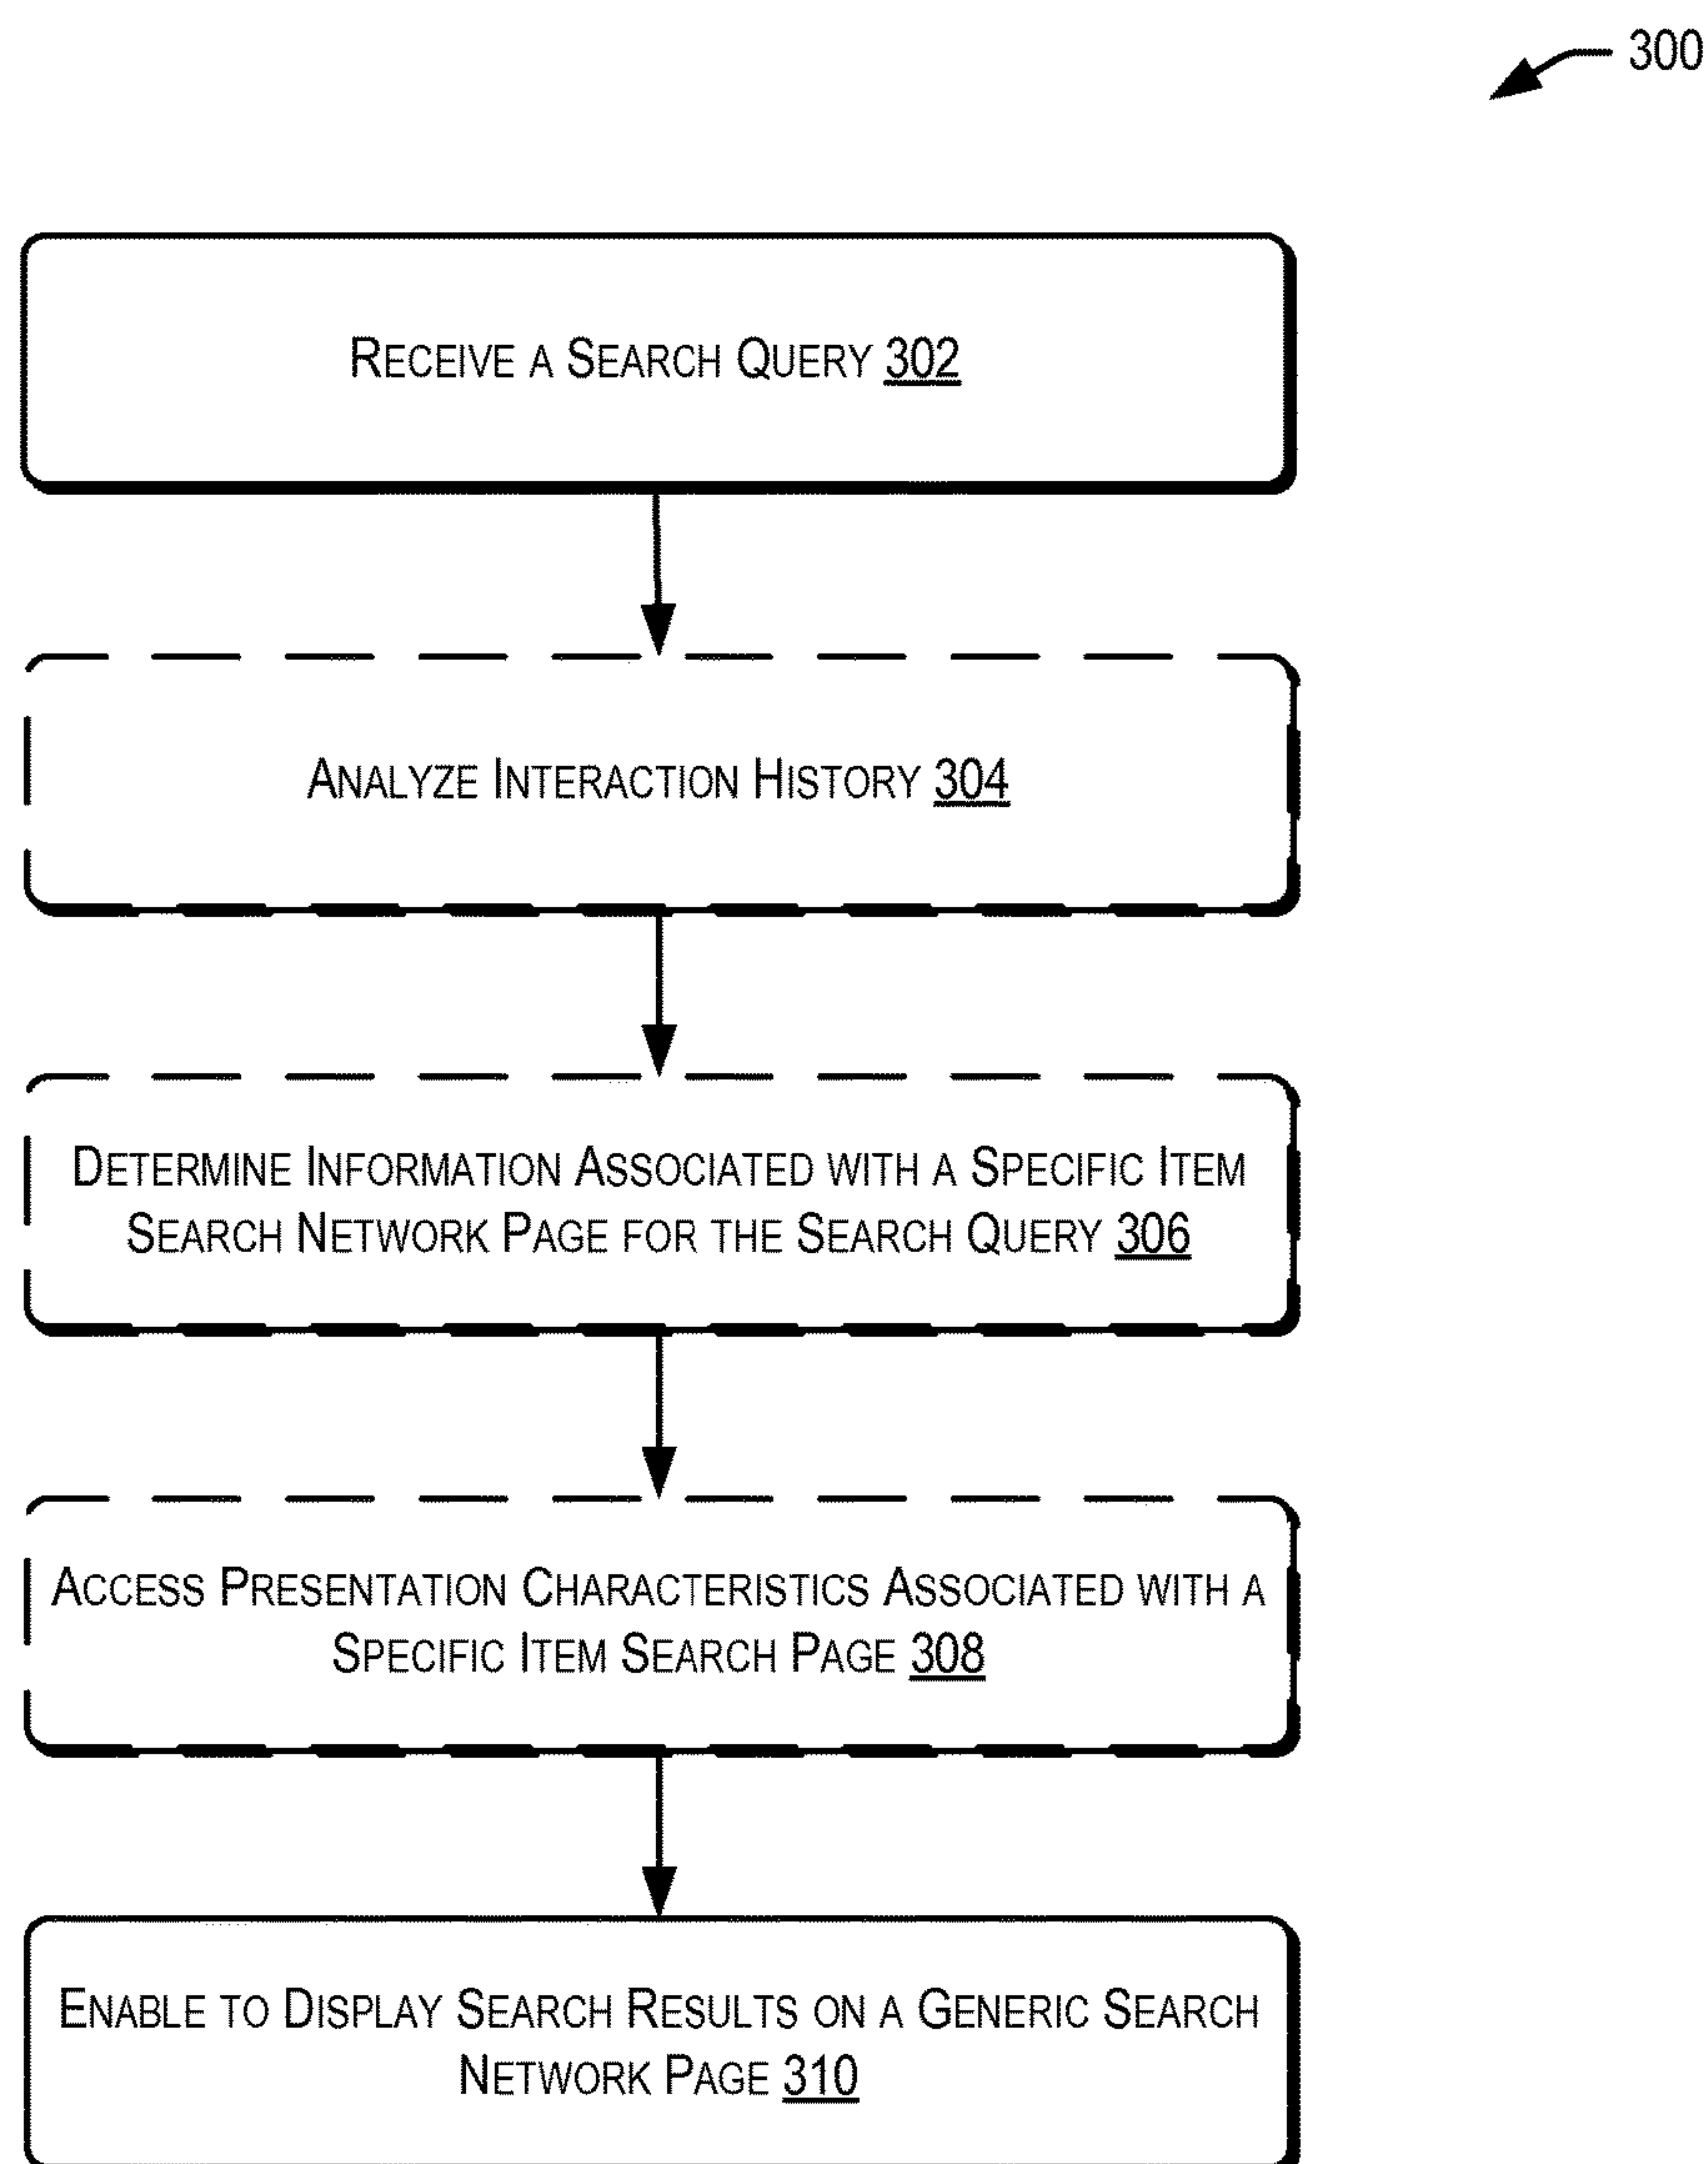 300
RECEIVE A SEARCH QUERY 302
ANALYZE INTERACTION HISTORY 304
DETERMINE INFORMATION ASSOCIATED WITH A SPECIFIC ITEM
SEARCH NETWORK PAGE FOR THE SEARCH QUERY 306
ACCESS PRESENTATION CHARACTERISTICS ASSOCIATED WITH A
SPECIFIC ITEM SEARCH PAGE 308
ENABLE TO DISPLAY SEARCH RESULTS ON A GENERIC SEARCH
NETWORK PAGE 310